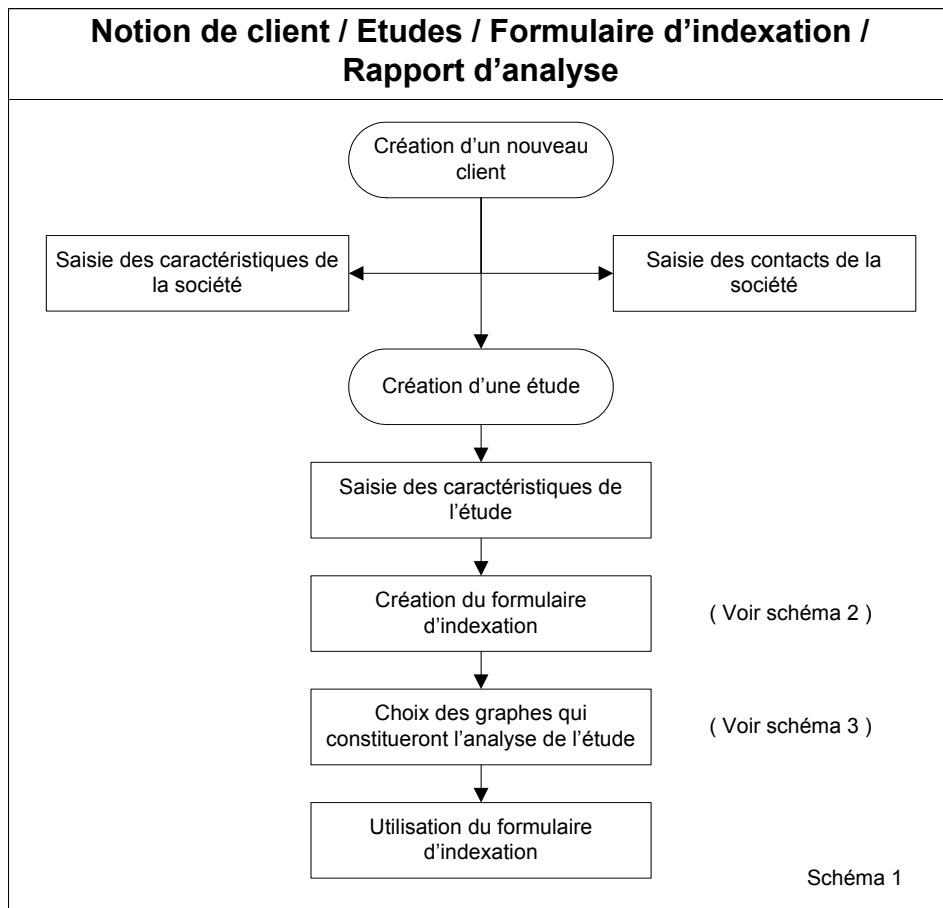 Notion de client / Etudes / Formulaire d’indexation /
Rapport d’analyse
Création d’un nouveau
client
Saisie des caractéristiques de
la société
Saisie des contacts de la
société
Création d’une étude
Saisie des caractéristiques de
l’étude
Création du formulaire
d’indexation
( Voir schéma 2 )
Choix des graphes qui
constitueront l’analyse de l’étude
( Voir schéma 3 )
Utilisation du formulaire
d’indexation
Schéma 1